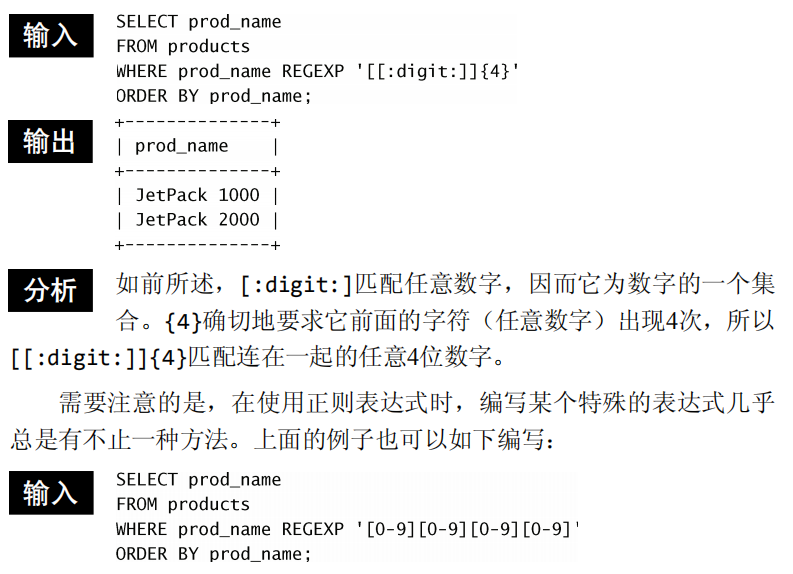 输入
SELECT prod_name
FROM products
WHERE prod_name REGEXP '[[:digit:]]{4}'
ORDER BY prod_name;
输出
+--------------+
| prod_name    |
+--------------+
| JetPack 1000 |
| JetPack 2000 |
+--------------+
分析
如前所述，[:digit:]匹配任意数字，因而它为数字的一个集
合。{4}确切地要求它前面的字符（任意数字）出现4次，所以
[[:digit:]]{4}匹配连在一起的任意4位数字。
需要注意的是，在使用正则表达式时，编写某个特殊的表达式几乎
总是有不止一种方法。上面的例子也可以如下编写：
输入
SELECT prod_name
FROM products
WHERE prod_name REGEXP '[0-9][0-9][0-9][0-9]'
ORDER BY prod_name;